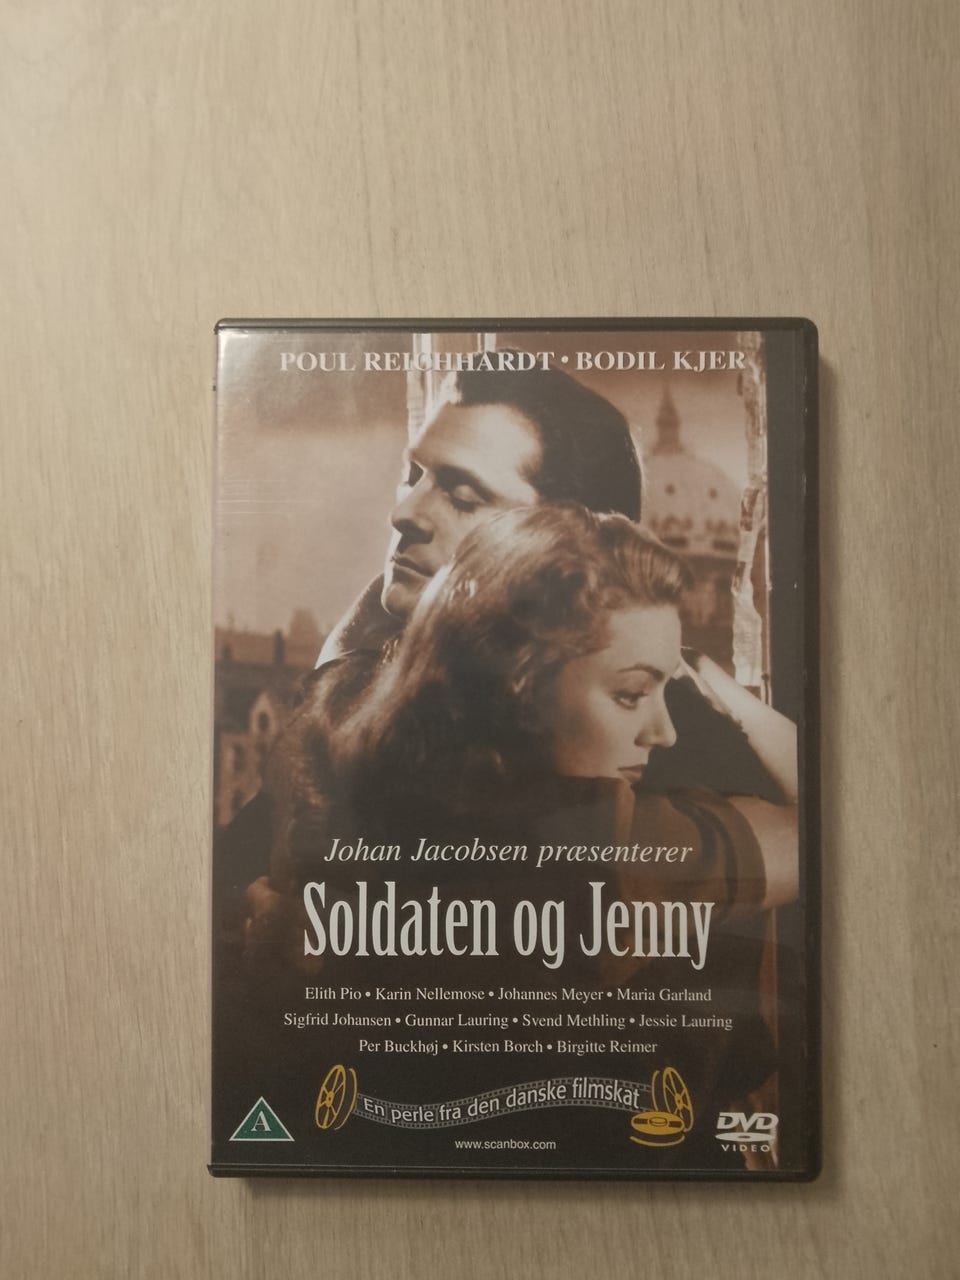 POUL REICHHARDT • BODIL KJER
Johan Jacobsen præsenterer
Soldaten og Jenny
Elith Pio • Karin Nellemose • Johannes Meyer • Maria Garland
Sigfrid Johansen • Gunnar Lauring • Svend Methling • Jessie Lauring
Per Buckhøj • Kirsten Borch • Birgitte Reimer
En perle fra den danske filmskat
A
www.scanbox.com
DVD
VIDEO